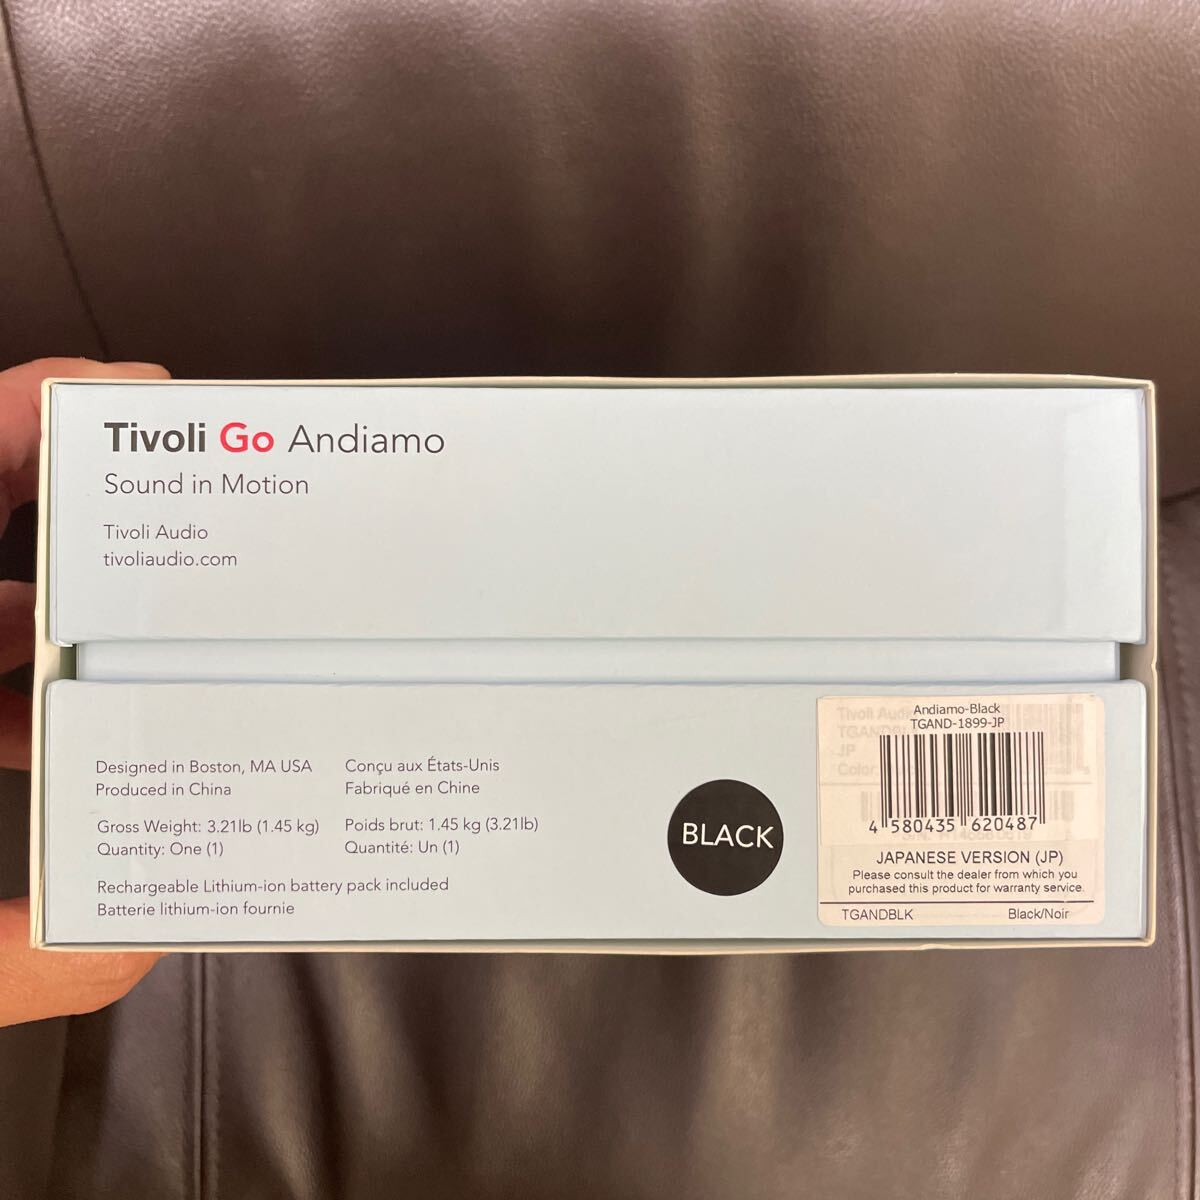 Tivoli Go Andiamo
Sound in Motion
Tivoli Audio
tivoliaudio.com
Designed in Boston, MA USA
Produced in China
Gross Weight: 3.21lb (1.45 kg)
Quantity: One (1)
Conçu aux États-Unis
Fabriqué en Chine
Poids brut: 1.45 kg (3.21lb)
Quantité: Un (1)
Rechargeable Lithium-ion battery pack included
Batterie lithium-ion fournie
BLACK
Andiamo-Black
TGAND-1899-JP
4 580435 620487
JAPANESE VERSION (JP)
Please consult the dealer from which you
purchased this product for warranty service.
TGANDBLK Black/Noir